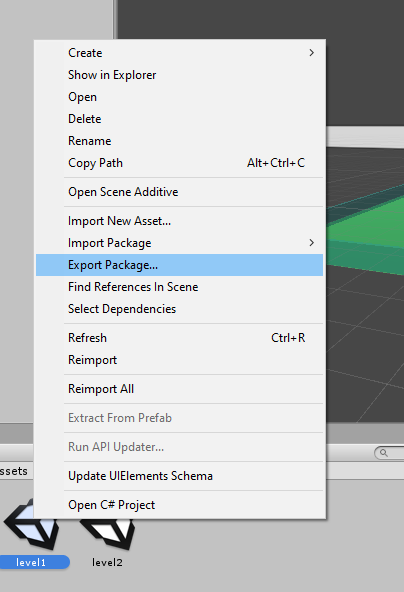 Create
Show in Explorer
Open
Delete
Rename
Copy Path Alt+Ctrl+C
Open Scene Additive
Import New Asset...
Import Package
Export Package...
Find References In Scene
Select Dependencies
Refresh Ctrl+R
Reimport
Reimport All
Extract From Prefab
Run API Updater...
ssets
Update UIElements Schema
Open C# Project
level1 level2